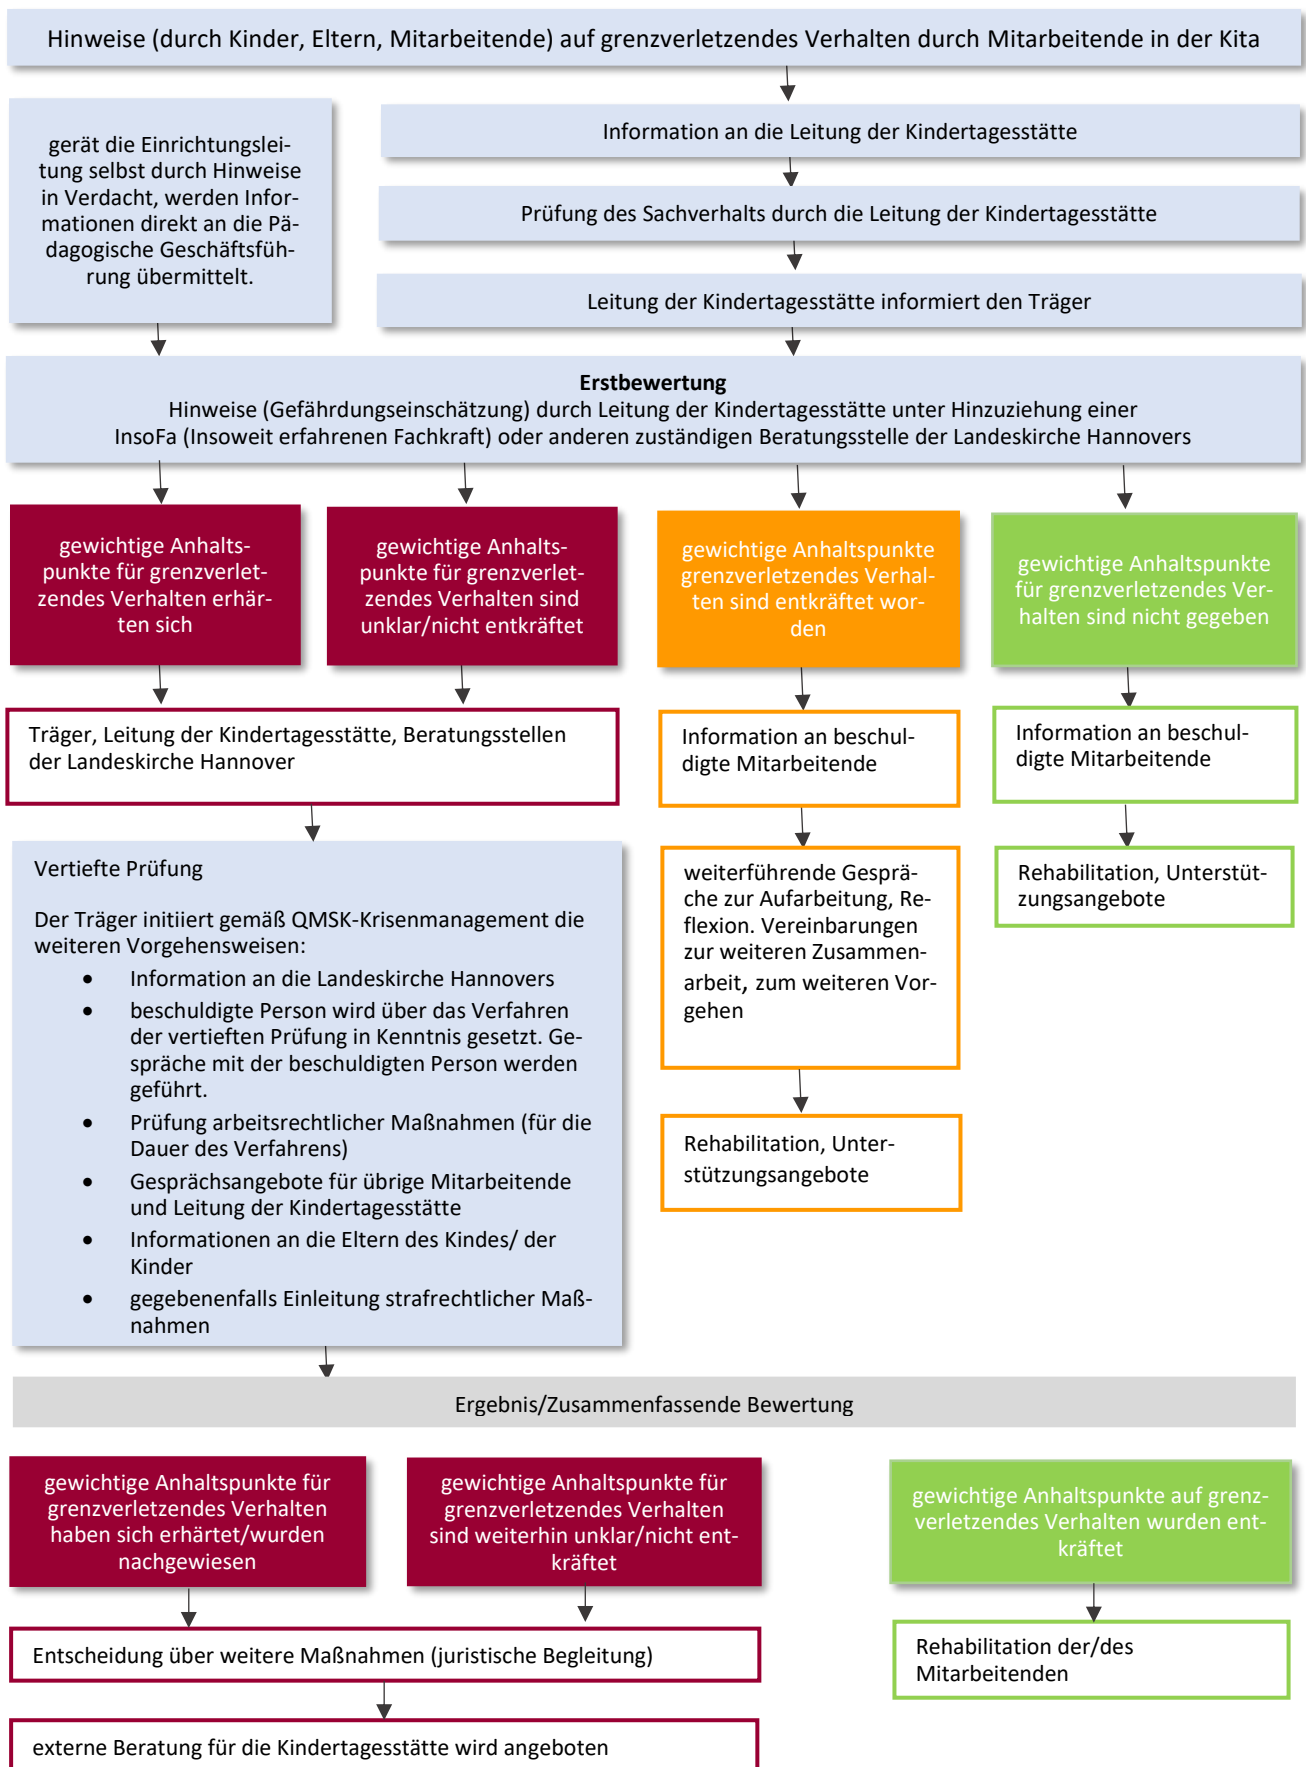 Hinweise (durch Kinder, Eltern, Mitarbeitende) auf grenzverletzendes Verhalten durch Mitarbeitende in der Kita
gerät die Einrichtungslei-
tung selbst durch Hinweise
in Verdacht, werden Infor-
mationen direkt an die Pä-
dagogische Geschäftsfüh-
rung übermittelt.
Information an die Leitung der Kindertagesstätte
Prüfung des Sachverhalts durch die Leitung der Kindertagesstätte
Leitung der Kindertagesstätte informiert den Träger
Erstbewertung
Hinweise (Gefährdungseinschätzung) durch Leitung der Kindertagesstätte unter Hinzuziehung einer
InsoFa (Insoweit erfahrenen Fachkraft) oder anderen zuständigen Beratungsstelle der Landeskirche Hannovers
gewichtige Anhalts-
punkte für grenzverlet-
zendes Verhalten erhär-
ten sich
gewichtige Anhalts-
punkte für grenzverlet-
zendes Verhalten sind
unklar/nicht entkräftet
gewichtige Anhaltspunkte
grenzverletzendes Verhal-
ten sind entkräftet wor-
den
gewichtige Anhaltspunkte
für grenzverletzendes Ver-
halten sind nicht gegeben
Träger, Leitung der Kindertagesstätte, Beratungsstellen
der Landeskirche Hannover
Information an beschul-
digte Mitarbeitende
Information an beschul-
digte Mitarbeitende
Vertiefte Prüfung
Der Träger initiiert gemäß QMSK-Krisenmanagement die
weiteren Vorgehensweisen:
• Information an die Landeskirche Hannovers
• beschuldigte Person wird über das Verfahren
der vertieften Prüfung in Kenntnis gesetzt. Ge-
spräche mit der beschuldigten Person werden
geführt.
• Prüfung arbeitsrechtlicher Maßnahmen (für die
Dauer des Verfahrens)
• Gesprächsangebote für übrige Mitarbeitende
und Leitung der Kindertagesstätte
• Informationen an die Eltern des Kindes/ der
Kinder
• gegebenenfalls Einleitung strafrechtlicher Maß-
nahmen
weiterführende Gesprä-
che zur Aufarbeitung, Re-
flexion. Vereinbarungen
zur weiteren Zusammen-
arbeit, zum weiteren Vor-
gehen
Rehabilitation, Unter-
stützungsangebote
Rehabilitation, Unterstüt-
zungsangebote
Ergebnis/Zusammenfassende Bewertung
gewichtige Anhaltspunkte für
grenzverletzendes Verhalten
haben sich erhärtet/wurden
nachgewiesen
gewichtige Anhaltspunkte für
grenzverletzendes Verhalten
sind weiterhin unklar/nicht ent-
kräftet
gewichtige Anhaltspunkte auf grenz-
verletzendes Verhalten wurden ent-
kräftet
Entscheidung über weitere Maßnahmen (juristische Begleitung)
Rehabilitation der/des
Mitarbeitenden
externe Beratung für die Kindertagesstätte wird angeboten